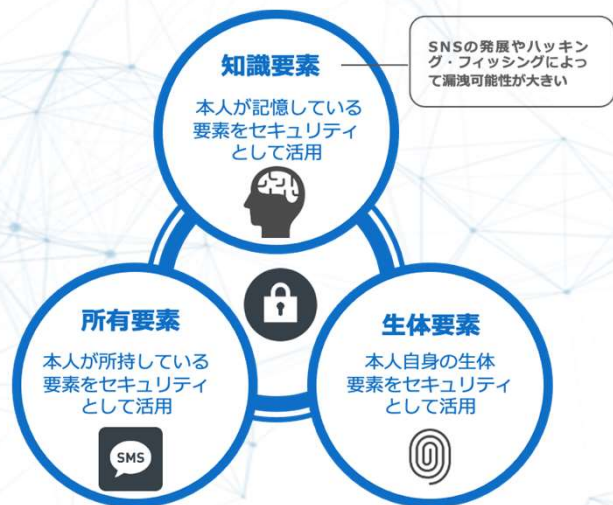 知識要素
本人が記憶している
要素をセキュリティ
として活用
SNSの発展やハッキン
グ・フィッシングによっ
て漏洩可能性が大きい
所有要素
本人が所持している
要素をセキュリティ
として活用
SMS
生体要素
本人自身の生体
要素をセキュリティ
として活用